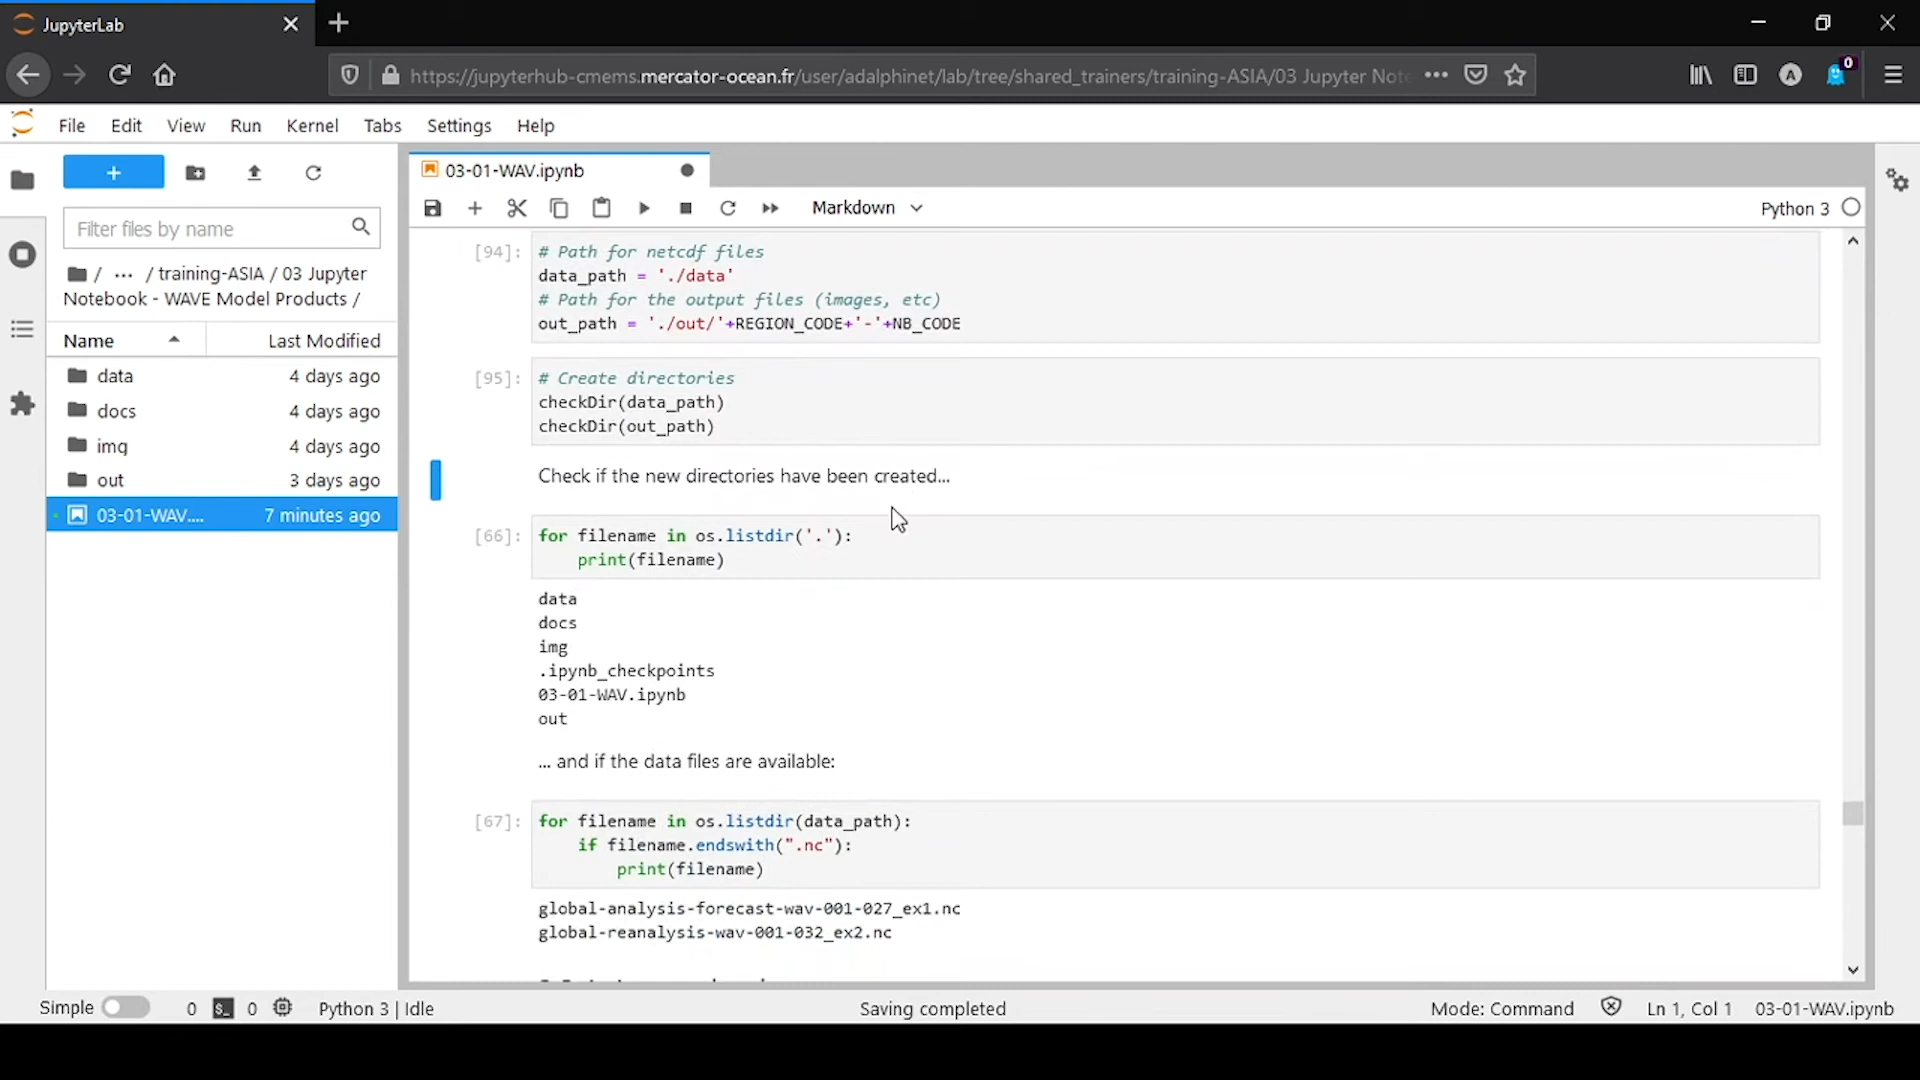 JupyterLab
https://jupyterhub-cmems.mercator-ocean.fr/user/adalphinet/lab/tree/shared_trainers/training-ASIA/03 Jupyter Note
A
0
File Edit View Run Kernel Tabs Settings Help
+
Filter files by name
/ ··· / training-ASIA / 03 Jupyter
Notebook - WAVE Model Products /
Name Last Modified
data 4 days ago
docs 4 days ago
img 4 days ago
out 3 days ago
03-01-WAV.... 7 minutes ago
03-01-WAV.ipynb
Markdown
Python 3
[94]: # Path for netcdf files
data_path = './data'
# Path for the output files (images, etc)
out_path = './out/'+REGION_CODE+'-'+NB_CODE
[95]: # Create directories
checkDir(data_path)
checkDir(out_path)
Check if the new directories have been created...
[66]: for filename in os.listdir('.'):
print(filename)
data
docs
img
.ipynb_checkpoints
03-01-WAV.ipynb
out
... and if the data files are available:
[67]: for filename in os.listdir(data_path):
if filename.endswith(".nc"):
print(filename)
global-analysis-forecast-wav-001-027_ex1.nc
global-reanalysis-wav-001-032_ex2.nc
Simple 0 $_ 0 Python 3 | Idle Saving completed Mode: Command Ln 1, Col 1 03-01-WAV.ipynb